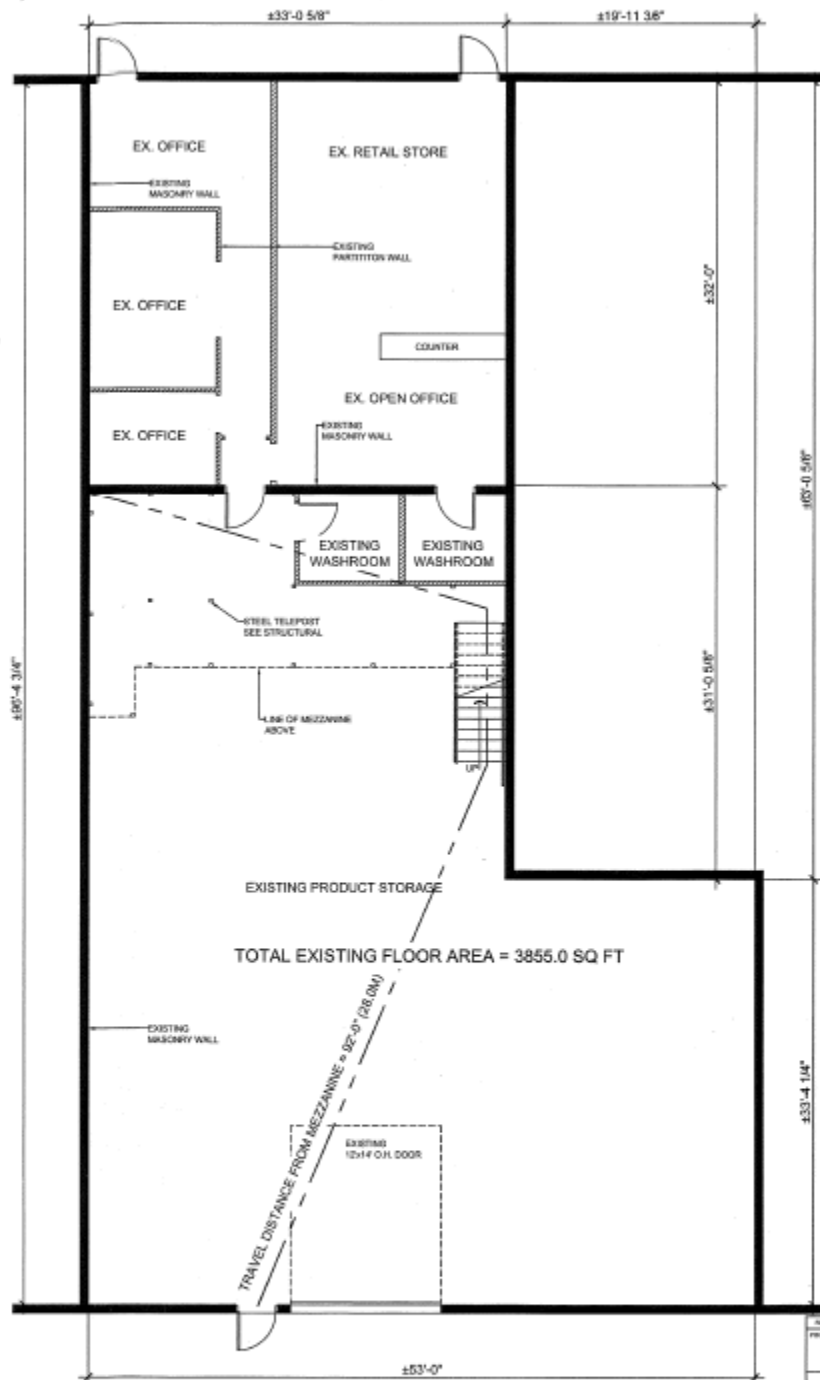 ±33'-0 5/8"
±19'-11 3/8"
EX. OFFICE
EX. RETAIL STORE
EXISTING
MASONRY WALL
EXISTING
PARTITITON WALL
±32'-0"
EX. OFFICE
COUNTER
EX. OPEN OFFICE
EX. OFFICE
EXISTING
MASONRY WALL
±63'-0 5/8"
EXISTING
WASHROOM
EXISTING
WASHROOM
STEEL TELEPOST
SEE STRUCTURAL
±96'-4 3/4"
LINE OF MEZZANINE
ABOVE
±31'-0 5/8"
UP
EXISTING PRODUCT STORAGE
TOTAL EXISTING FLOOR AREA = 3855.0 SQ FT
TRAVEL DISTANCE FROM MEZZANINE = 92'-0" (28.0M)
EXISTING
MASONRY WALL
±33'-4 1/4"
EXISTING
12x14' O.H. DOOR
±53'-0"